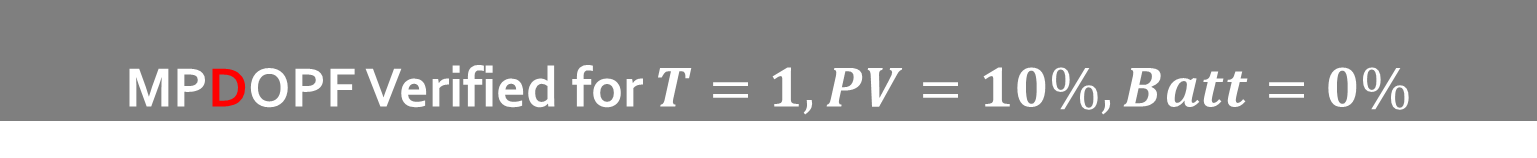 MPDOPF Verified for T = 1, PV = 10%, Batt = 0%